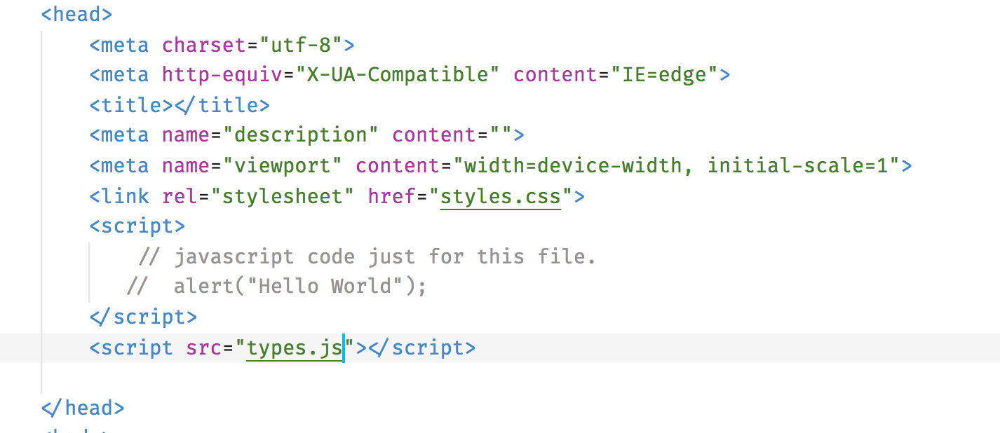 <head>
<meta charset="utf-8">
<meta http-equiv="X-UA-Compatible" content="IE=edge">
<title></title>
<meta name="description" content="">
<meta name="viewport" content="width=device-width, initial-scale=1">
<link rel="stylesheet" href="styles.css">
<script>
// javascript code just for this file.
//  alert("Hello World");
</script>
<script src="types.js"></script>
</head>